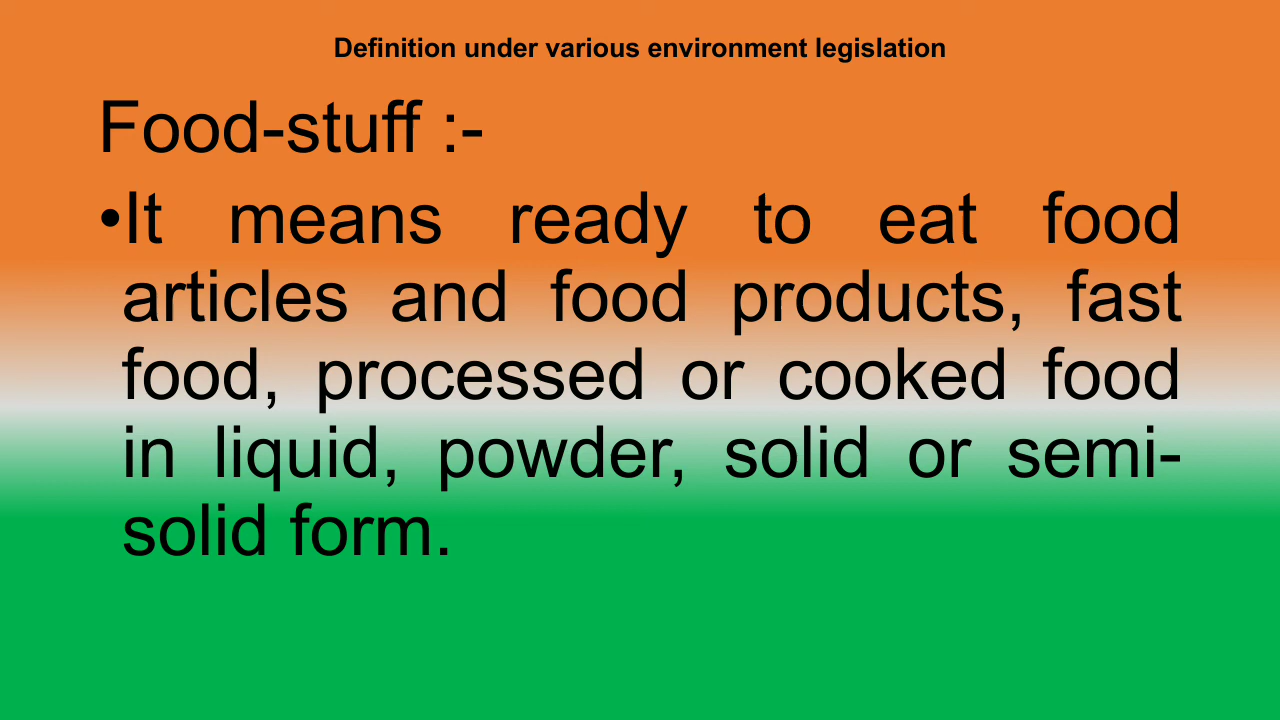 Definition under various environment legislation
Food-stuff :-
•It means ready to eat food
articles and food products, fast
food, processed or cooked food
in liquid, powder, solid or semi-
solid form.